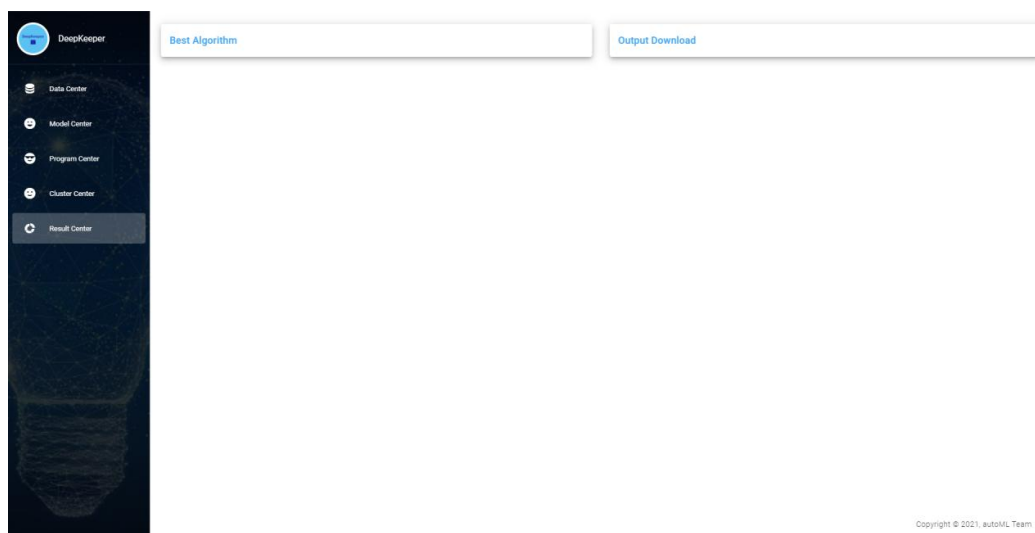 DeepKeeper
Data Center
Model Center
Program Center
Cluster Center
Result Center
Best Algorithm
Output Download
Copyright © 2021, autoML Team